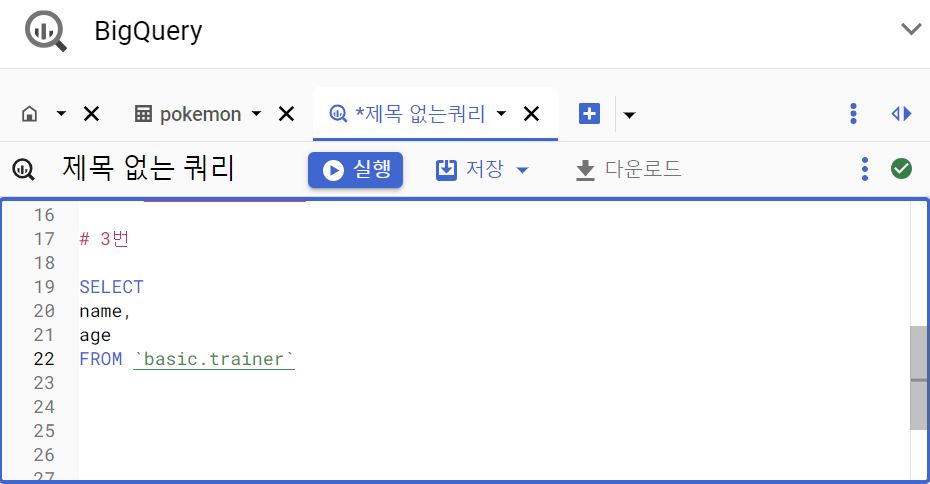 BigQuery
pokemon *제목 없는쿼리
제목 없는 쿼리 실행 저장 다운로드
16
17 # 3번
18
19 SELECT
20 name,
21 age
22 FROM `basic.trainer`
23
24
25
26
27